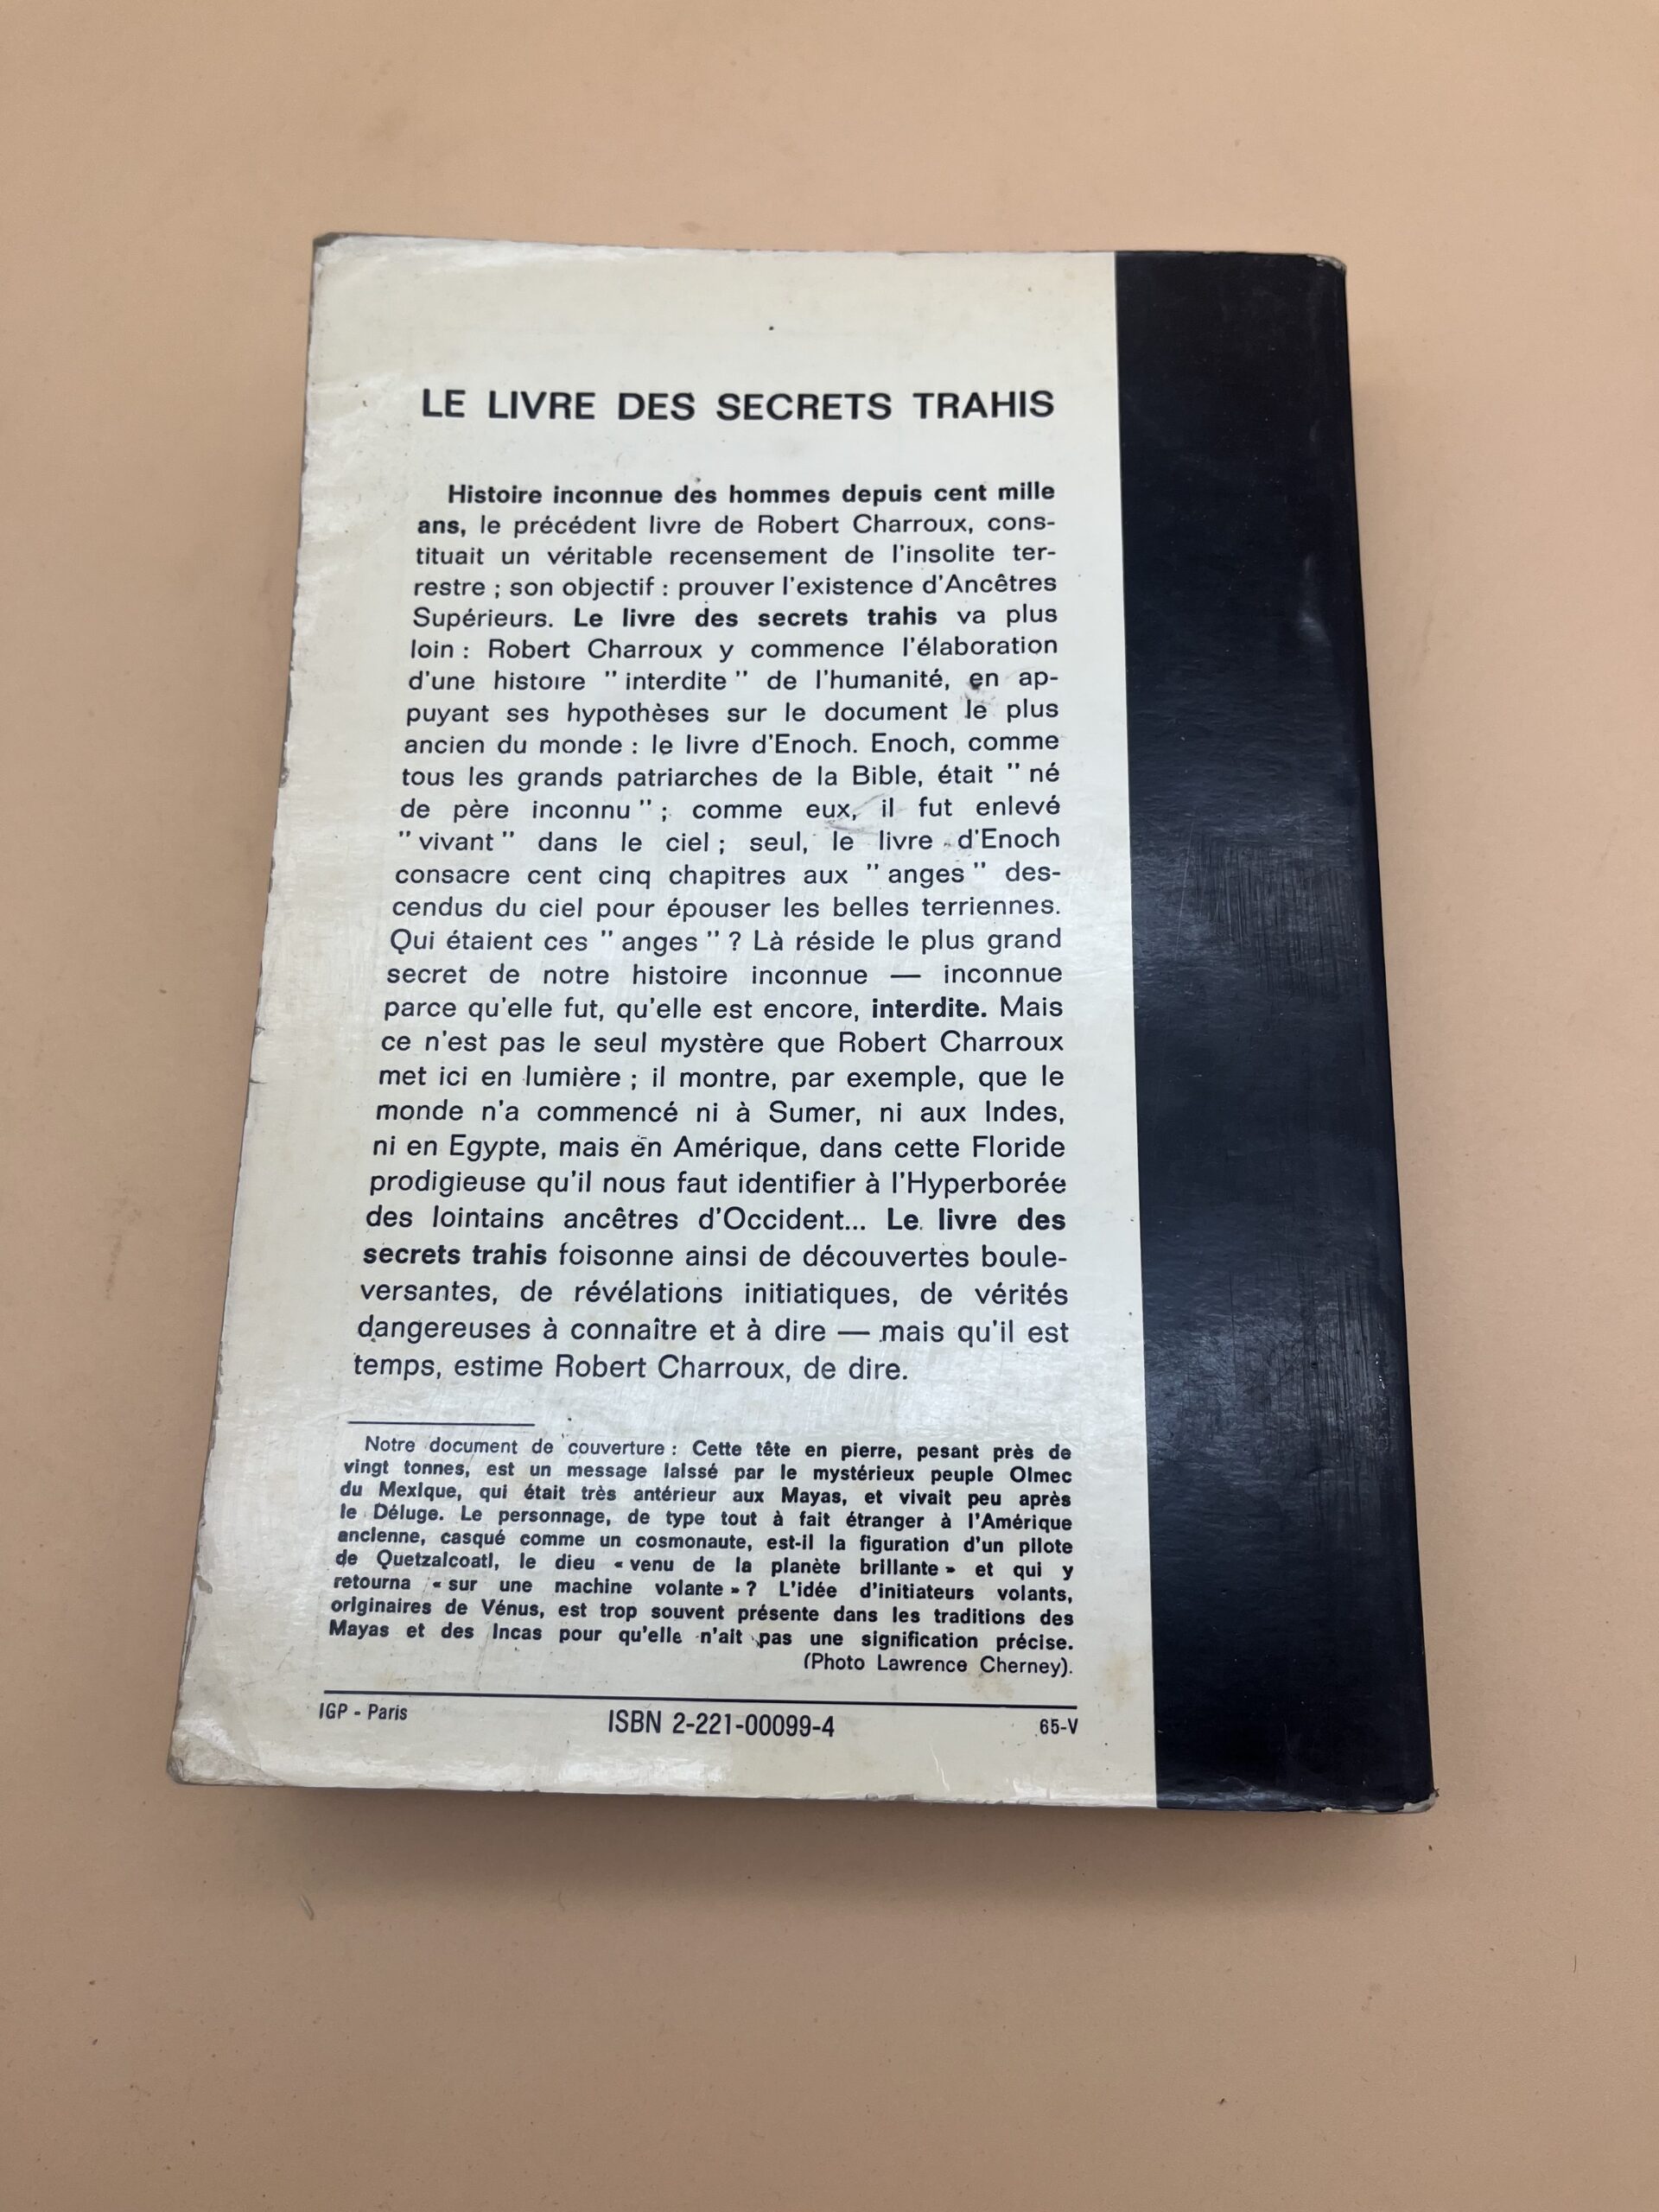 LE LIVRE DES SECRETS TRAHIS
Histoire inconnue des hommes depuis cent mille
ans, le précédent livre de Robert Charroux, cons-
tituait un véritable recensement de l'insolite ter-
restre ; son objectif : prouver l'existence d'Ancêtres
Supérieurs. Le livre des secrets trahis va plus
loin : Robert Charroux y commence l'élaboration
d'une histoire " interdite " de l'humanité, en ap-
puyant ses hypothèses sur le document le plus
ancien du monde : le livre d'Enoch. Enoch, comme
tous les grands patriarches de la Bible, était " né
de père inconnu " ; comme eux, il fut enlevé
" vivant " dans le ciel ; seul, le livre d'Enoch
consacre cent cinq chapitres aux " anges " des-
cendus du ciel pour épouser les belles terriennes.
Qui étaient ces " anges " ? Là réside le plus grand
secret de notre histoire inconnue — inconnue
parce qu'elle fut, qu'elle est encore, interdite. Mais
ce n'est pas le seul mystère que Robert Charroux
met ici en lumière ; il montre, par exemple, que le
monde n'a commencé ni à Sumer, ni aux Indes,
ni en Egypte, mais en Amérique, dans cette Floride
prodigieuse qu'il nous faut identifier à l'Hyperborée
des lointains ancêtres d'Occident... Le livre des
secrets trahis foisonne ainsi de découvertes boule-
versantes, de révélations initiatiques, de vérités
dangereuses à connaître et à dire — mais qu'il est
temps, estime Robert Charroux, de dire.
Notre document de couverture : Cette tête en pierre, pesant près de
vingt tonnes, est un message laissé par le mystérieux peuple Olmec
du Mexique, qui était très antérieur aux Mayas, et vivait peu après
le Déluge. Le personnage, de type tout à fait étranger à l'Amérique
ancienne, casqué comme un cosmonaute, est-il la figuration d'un pilote
de Quetzalcoatl, le dieu « venu de la planète brillante » et qui y
retourna « sur une machine volante » ? L'idée d'initiateurs volants,
originaires de Vénus, est trop souvent présente dans les traditions des
Mayas et des Incas pour qu'elle n'ait pas une signification précise.
(Photo Lawrence Cherney).
IGP - Paris ISBN 2-221-00099-4 65-V